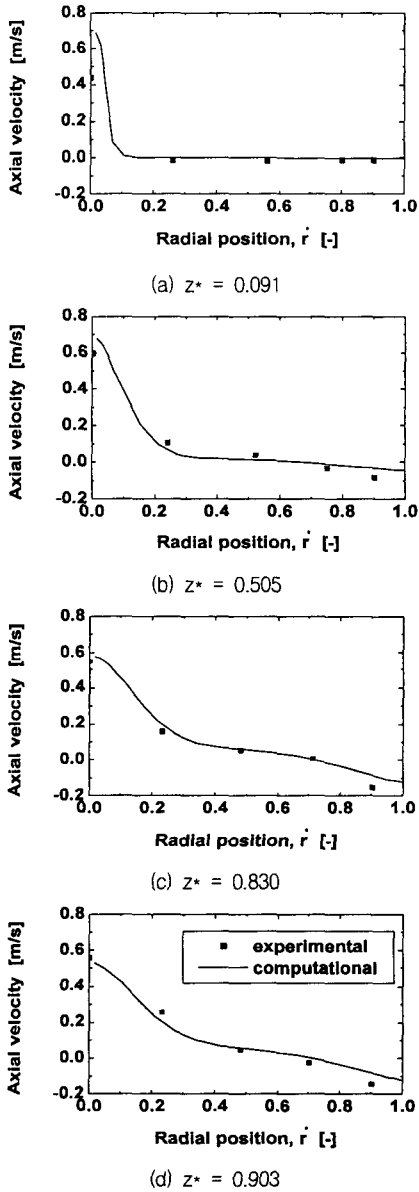 0.8
0.6
0.4
0.2
0.0
-0.2
Axial velocity [m/s]
0.0 0.2 0.4 0.6 0.8 1.0
Radial position, ṙ [-]
(a) z* = 0.091
0.8
0.6
0.4
0.2
0.0
-0.2
Axial velocity [m/s]
0.0 0.2 0.4 0.6 0.8 1.0
Radial position, ṙ [-]
(b) z* = 0.505
0.8
0.6
0.4
0.2
0.0
-0.2
Axial velocity [m/s]
0.0 0.2 0.4 0.6 0.8 1.0
Radial position, ṙ [-]
(c) z* = 0.830
0.8
0.6
0.4
0.2
0.0
-0.2
Axial velocity [m/s]
experimental
computational
0.0 0.2 0.4 0.6 0.8 1.0
Radial position, ṙ [-]
(d) z* = 0.903